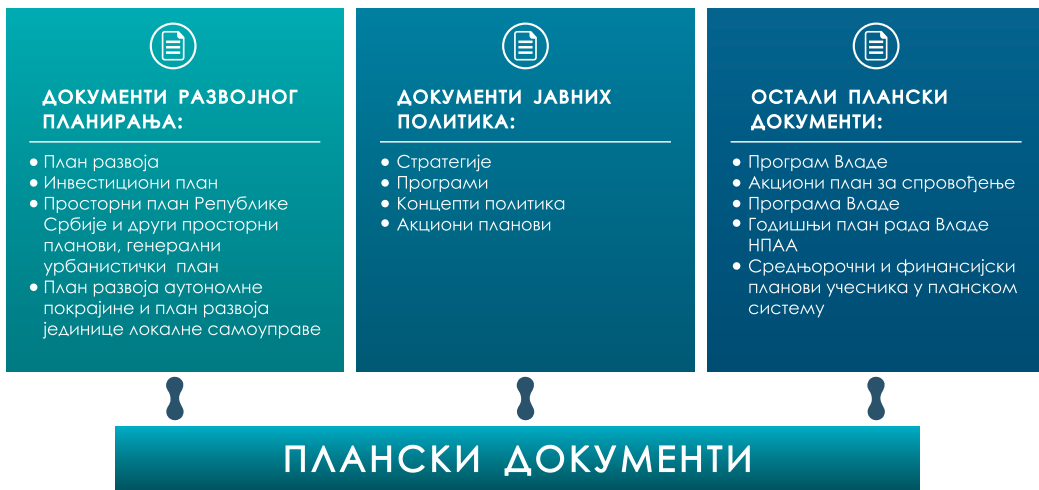 ДОКУМЕНТИ РАЗВОЈНОГ
ПЛАНИРАЊА:
• План развоја
• Инвестициони план
• Просторни план Републике
Србије и други просторни
планови, генерални
урбанистички план
• План развоја аутономне
покрајине и план развоја
јединице локалне самоуправе
ДОКУМЕНТИ ЈАВНИХ
ПОЛИТИКА:
• Стратегије
• Програми
• Концепти политика
• Акциони планови
ОСТАЛИ ПЛАНСКИ
ДОКУМЕНТИ:
• Програм Владе
• Акциони план за спровођење
• Програма Владе
• Годишњи план рада Владе
НПАА
• Средњорочни и финансијски
планови учесника у планском
систему
ПЛАНСКИ ДОКУМЕНТИ